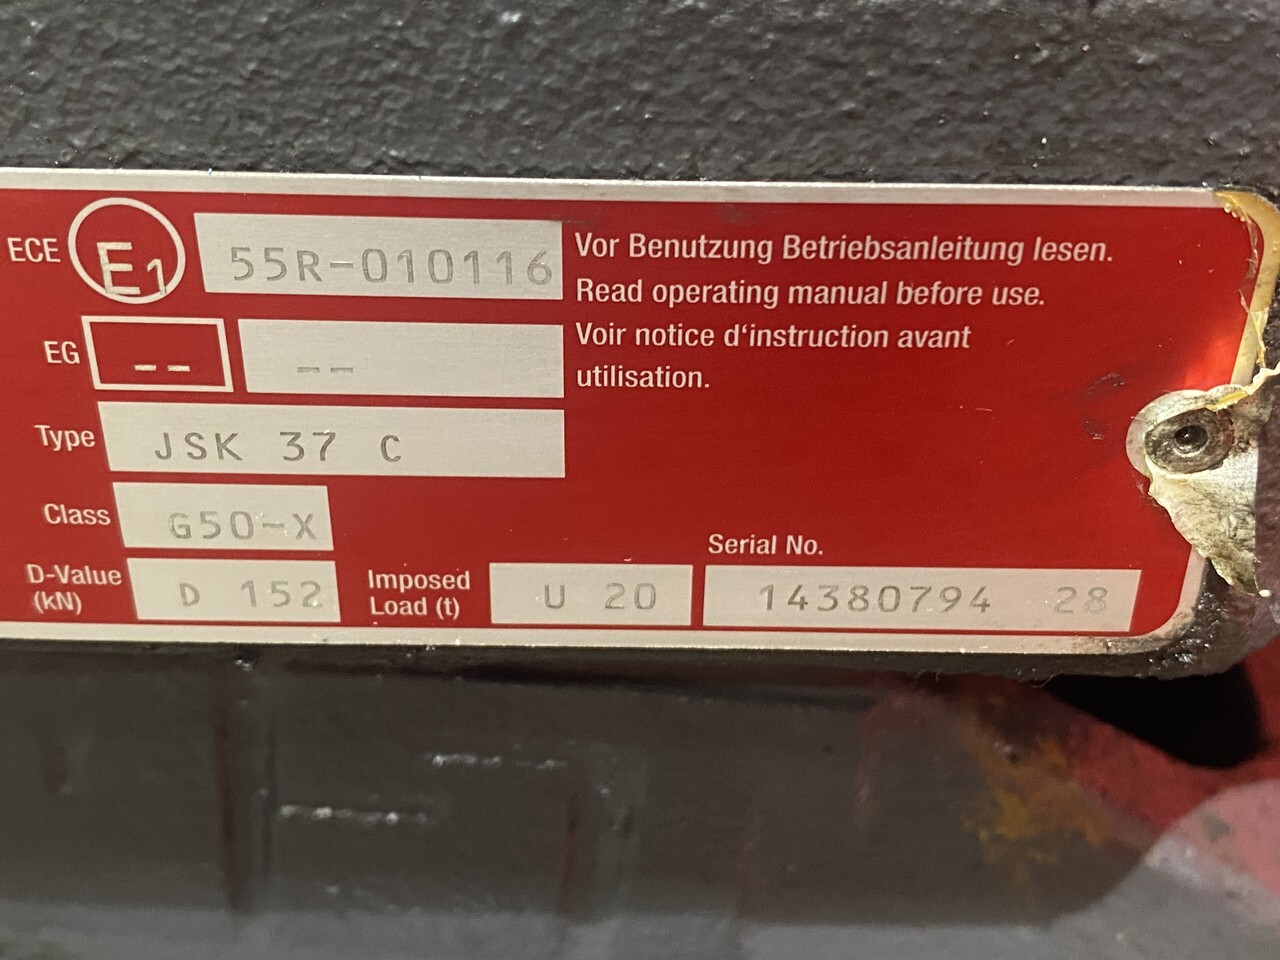 ECE E1 55R-010116
Vor Benutzung Betriebsanleitung lesen.
Read operating manual before use.
Voir notice d'instruction avant
utilisation.
EG -- --
Type JSK 37 C
Class G50-X
D-Value
(kN) D 152
Imposed
Load (t) U 20
Serial No.
14380794 28